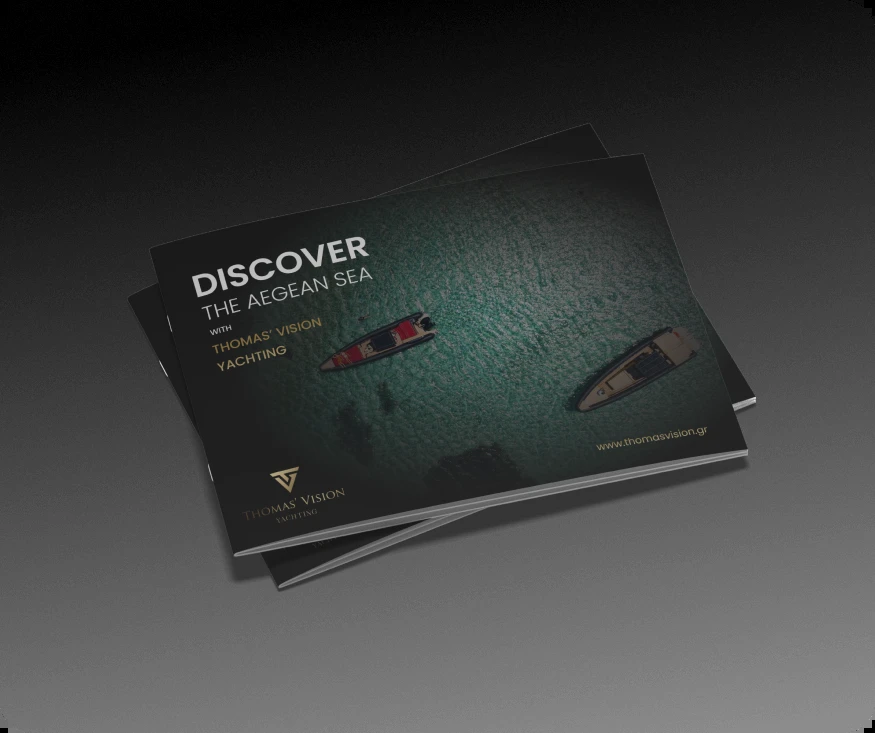 DISCOVER
THE AEGEAN SEA
WITH
THOMAS' VISION
YACHTING
www.thomasvision.gr
THOMAS' VISION
YACHTING